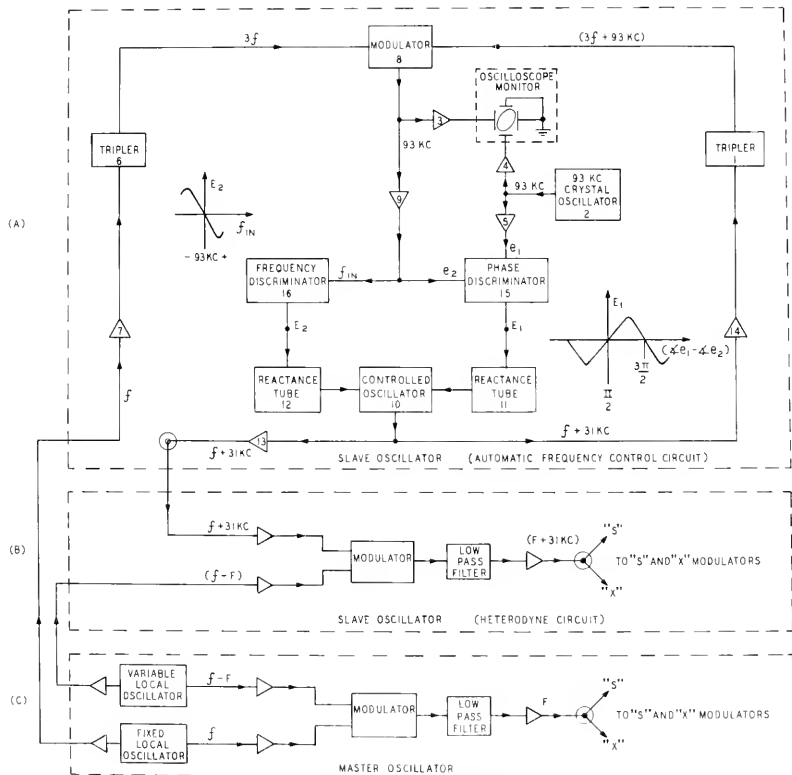 3f
MODULATOR
8
(3f + 93 KC)
OSCILLOSCOPE
MONITOR
3
TRIPLER
6
TRIPLER
93 KC
4
93 KC
93 KC
CRYSTAL
OSCILLATOR
2
E2
fIN
- 93KC +
(A)
9
5
e1
FREQUENCY
DISCRIMINATOR
16
fIN
e2
PHASE
DISCRIMINATOR
15
7
E2
E1
E1
14
(∡e1 - ∡e2)
π
2
3π
2
f
REACTANCE
TUBE
12
CONTROLLED
OSCILLATOR
10
REACTANCE
TUBE
11
13
f+31KC
f+31KC
SLAVE OSCILLATOR (AUTOMATIC FREQUENCY CONTROL CIRCUIT)
(B)
f+31KC
(f-F)
MODULATOR
LOW
PASS
FILTER
(F+31KC)
"S"
TO "S" AND "X" MODULATORS
"X"
SLAVE OSCILLATOR (HETERODYNE CIRCUIT)
(C)
VARIABLE
LOCAL
OSCILLATOR
f-F
FIXED
LOCAL
OSCILLATOR
f
MODULATOR
LOW
PASS
FILTER
F
"S"
TO "S" AND "X" MODULATORS
"X"
MASTER OSCILLATOR